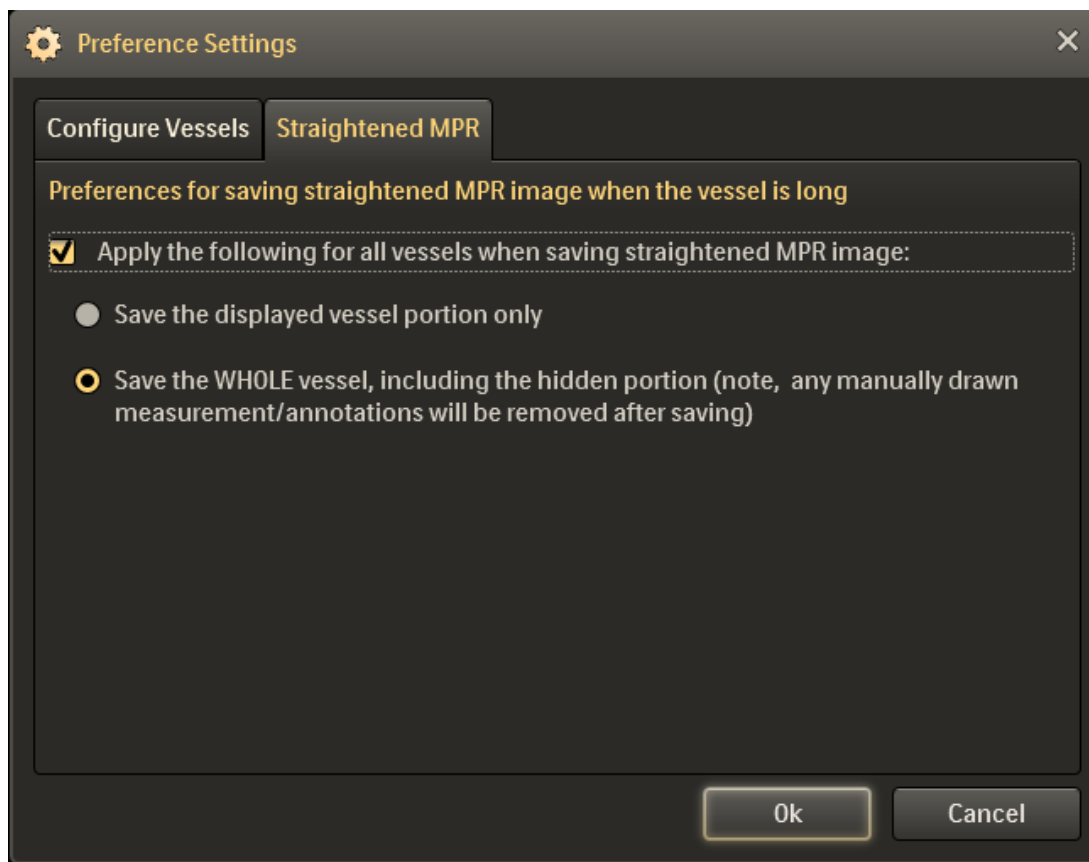 Preference Settings
Configure Vessels
Straightened MPR
Preferences for saving straightened MPR image when the vessel is long
Apply the following for all vessels when saving straightened MPR image:
Save the displayed vessel portion only
Save the WHOLE vessel, including the hidden portion (note,  any manually drawn
measurement/annotations will be removed after saving)
Ok
Cancel